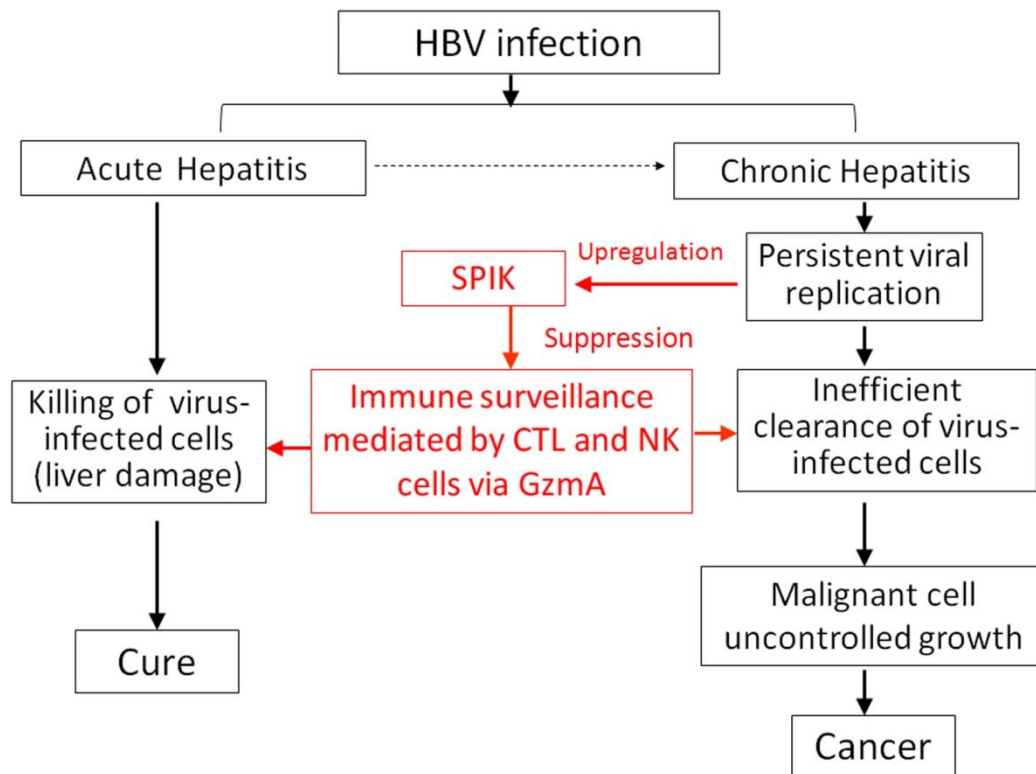 HBV infection
Acute Hepatitis
Chronic Hepatitis
Upregulation
SPIK
Persistent viral
replication
Suppression
Killing of virus-
infected cells
(liver damage)
Immune surveillance
mediated by CTL and NK
cells via GzmA
Inefficient
clearance of virus-
infected cells
Malignant cell
uncontrolled growth
Cure
Cancer